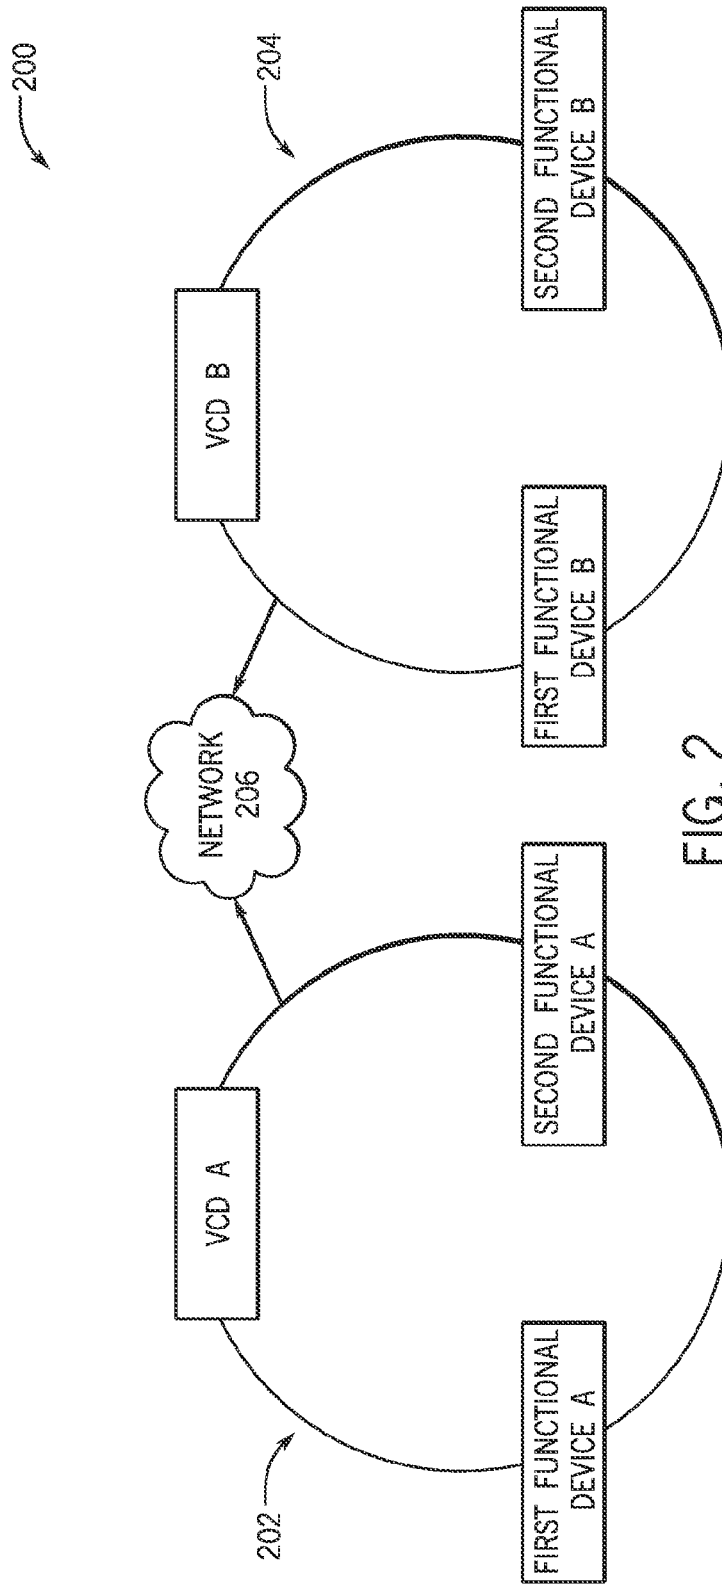 200
202
204
VCD A
NETWORK
206
VCD B
FIRST FUNCTIONAL
DEVICE A
SECOND FUNCTIONAL
DEVICE A
FIRST FUNCTIONAL
DEVICE B
SECOND FUNCTIONAL
DEVICE B
FIG. 2